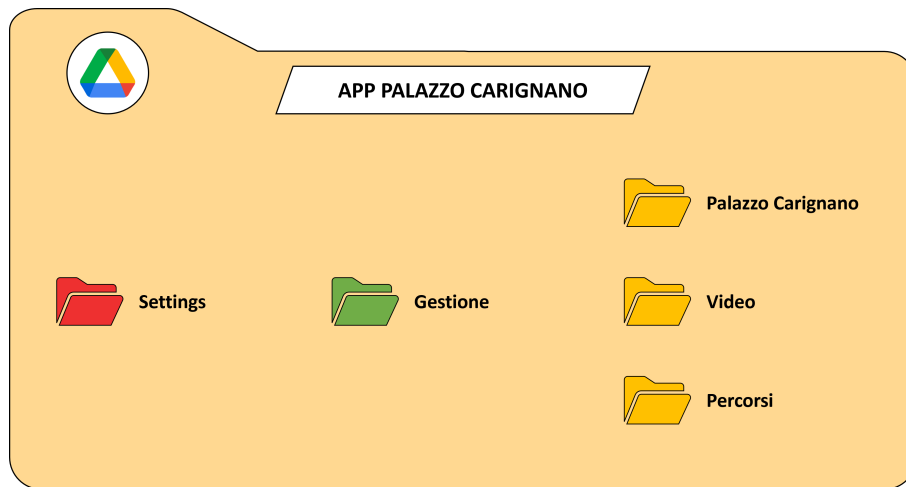 APP PALAZZO CARIGNANO
Palazzo Carignano
Settings
Gestione
Video
Percorsi